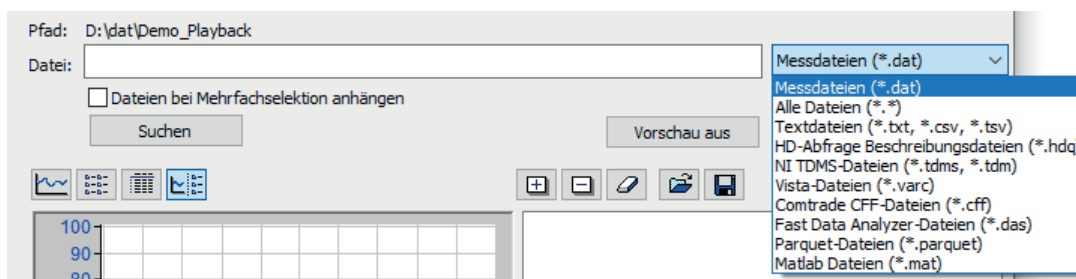 Pfad: D:\dat\Demo_Playback
Datei:
Messdateien (*.dat)
Dateien bei Mehrfachselektion anhängen
Suchen
Vorschau aus
Messdateien (*.dat)
Alle Dateien (*.*)
Textdateien (*.txt, *.csv, *.tsv)
HD-Abfrage Beschreibungsdateien (*.hdq
NI TDMS-Dateien (*.tdms, *.tdm)
Vista-Dateien (*.varc)
Comtrade CFF-Dateien (*.cff)
Fast Data Analyzer-Dateien (*.das)
Parquet-Dateien (*.parquet)
Matlab Dateien (*.mat)
100
90
80